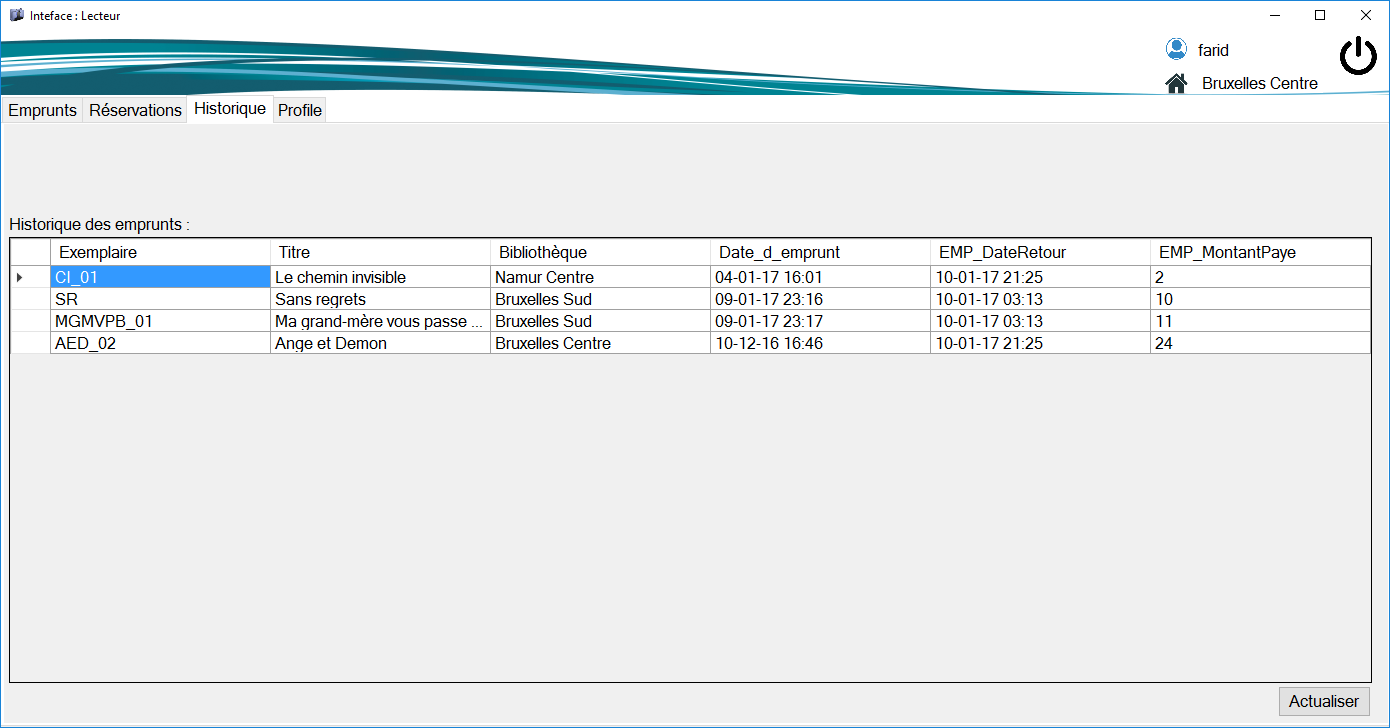 Inteface : Lecteur
farid
Bruxelles Centre
Emprunts Réservations Historique Profile
Historique des emprunts :
Exemplaire Titre Bibliothèque Date_d_emprunt EMP_DateRetour EMP_MontantPaye
CI_01 Le chemin invisible Namur Centre 04-01-17 16:01 10-01-17 21:25 2
SR Sans regrets Bruxelles Sud 09-01-17 23:16 10-01-17 03:13 10
MGMVPB_01 Ma grand-mère vous passe ... Bruxelles Sud 09-01-17 23:17 10-01-17 03:13 11
AED_02 Ange et Demon Bruxelles Centre 10-12-16 16:46 10-01-17 21:25 24
Actualiser